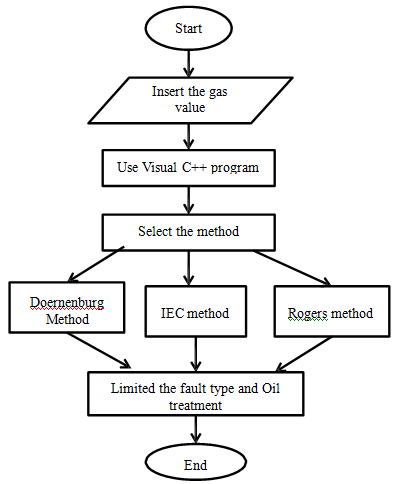 Start
Insert the gas
value
Use Visual C++ program
Select the method
Doernenburg
Method
IEC method
Rogers method
Limited the fault type and Oil
treatment
End